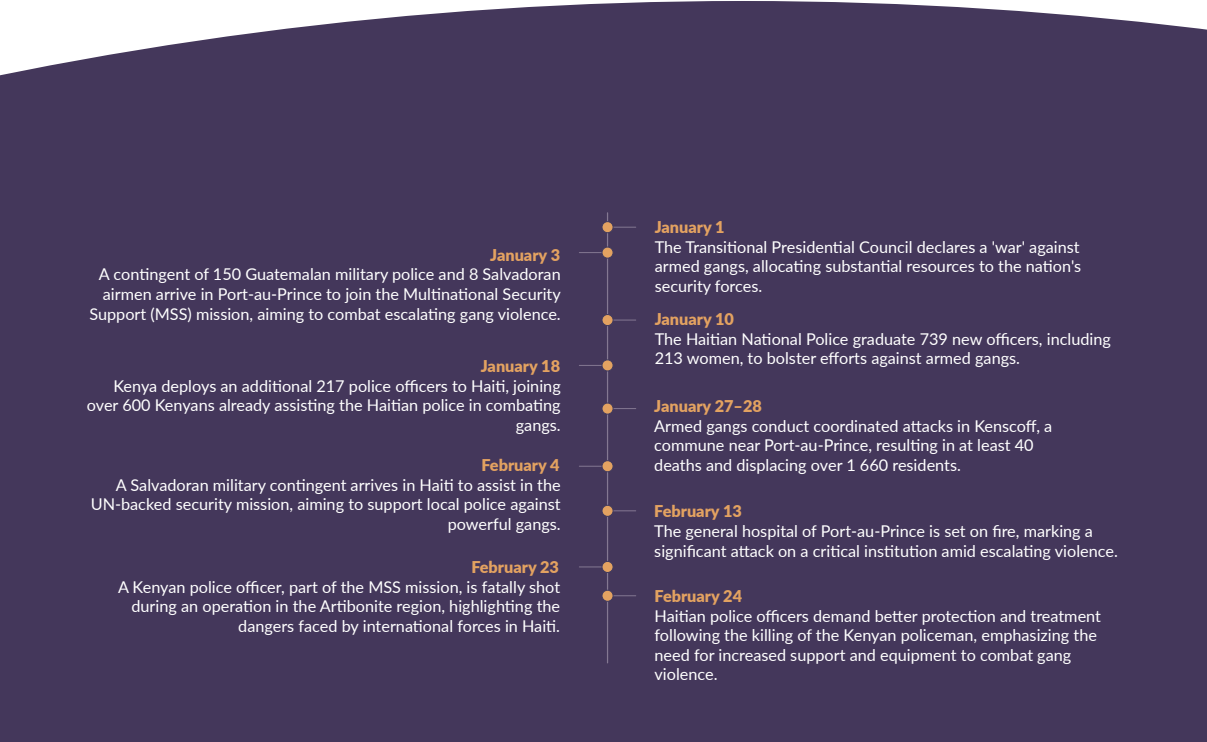 January 1
The Transitional Presidential Council declares a 'war' against
armed gangs, allocating substantial resources to the nation's
security forces.
January 3
A contingent of 150 Guatemalan military police and 8 Salvadoran
airmen arrive in Port-au-Prince to join the Multinational Security
Support (MSS) mission, aiming to combat escalating gang violence.
January 10
The Haitian National Police graduate 739 new officers, including
213 women, to bolster efforts against armed gangs.
January 18
Kenya deploys an additional 217 police officers to Haiti, joining
over 600 Kenyans already assisting the Haitian police in combating
gangs.
January 27–28
Armed gangs conduct coordinated attacks in Kenscoff, a
commune near Port-au-Prince, resulting in at least 40
deaths and displacing over 1 660 residents.
February 4
A Salvadoran military contingent arrives in Haiti to assist in the
UN-backed security mission, aiming to support local police against
powerful gangs.
February 13
The general hospital of Port-au-Prince is set on fire, marking a
significant attack on a critical institution amid escalating violence.
February 23
A Kenyan police officer, part of the MSS mission, is fatally shot
during an operation in the Artibonite region, highlighting the
dangers faced by international forces in Haiti.
February 24
Haitian police officers demand better protection and treatment
following the killing of the Kenyan policeman, emphasizing the
need for increased support and equipment to combat gang
violence.